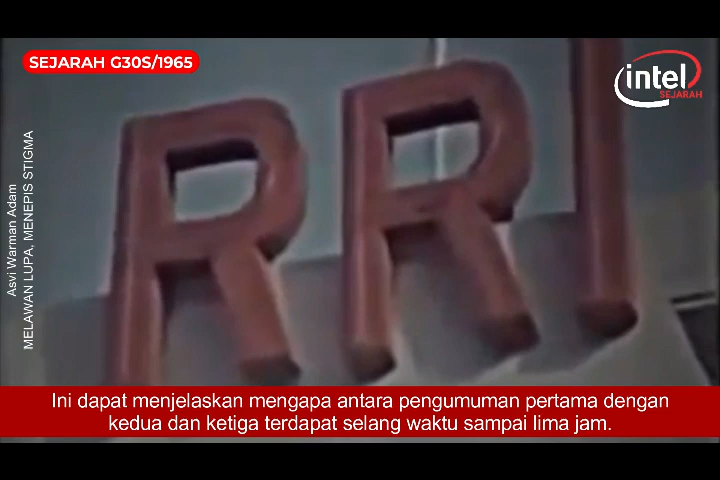 SEJARAH G30S/1965
intel
SEJARAH
RRI
Asvi Warman Adam
MELAWAN LUPA, MENEPIS STIGMA
Ini dapat menjelaskan mengapa antara pengumuman pertama dengan
kedua dan ketiga terdapat selang waktu sampai lima jam.